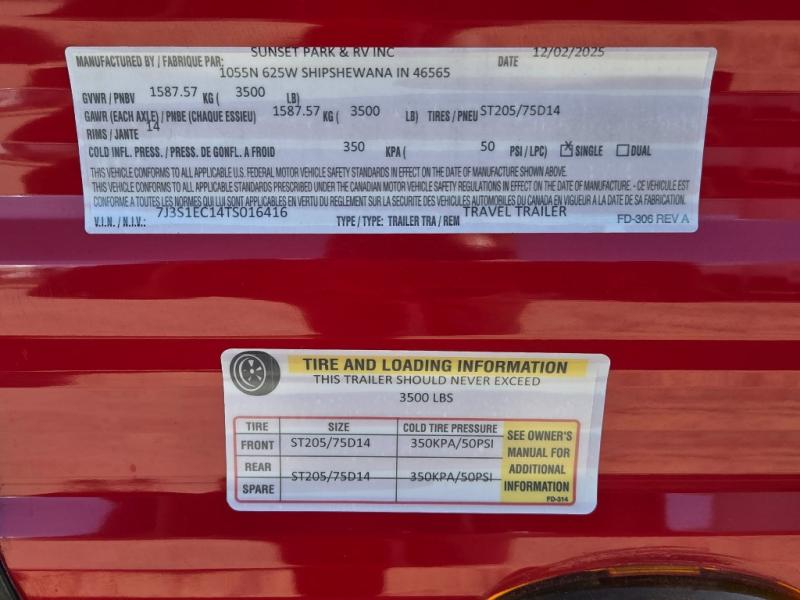 SUNSET PARK & RV INC
MANUFACTURED BY / FABRIQUE PAR: DATE 12/02/2025
1055N 625W SHIPSHEWANA IN 46565
GVWR / PNBV 1587.57 KG ( 3500 LB)
GAWR (EACH AXLE) / PNBE (CHAQUE ESSIEU) 1587.57 KG ( 3500 LB) TIRES / PNEU ST205/75D14
RIMS / JANTE 14
COLD INFL. PRESS. / PRESS. DE GONFL. A FROID 350 KPA ( 50 PSI / LPC) X SINGLE DUAL
THIS VEHICLE CONFORMS TO ALL APPLICABLE U.S. FEDERAL MOTOR VEHICLE SAFETY STANDARDS IN EFFECT ON THE DATE OF MANUFACTURE SHOWN ABOVE.
THIS VEHICLE CONFORMS TO ALL APPLICABLE STANDARDS PRESCRIBED UNDER THE CANADIAN MOTOR VEHICLE SAFETY REGULATIONS IN EFFECT ON THE DATE OF MANUFACTURE - CE VEHICULE EST
CONFORME A TOUTES LES NORMES QUI LUI SONT APPLICABLES EN VERTU DU REGLEMENT SUR LA SECURITE DES VEHICULES AUTOMOBILES DU CANADA EN VIGUEUR A LA DATE DE SA FABRICATION.
V.I.N. / N.I.V.: 7J3S1EC14TS016416 TYPE / TYPE: TRAILER TRA / REM TRAVEL TRAILER FD-306 REV A
TIRE AND LOADING INFORMATION
THIS TRAILER SHOULD NEVER EXCEED
3500 LBS
TIRE SIZE COLD TIRE PRESSURE
FRONT ST205/75D14 350KPA/50PSI
REAR
SPARE ST205/75D14 350KPA/50PSI
SEE OWNER'S
MANUAL FOR
ADDITIONAL
INFORMATION
FD-314